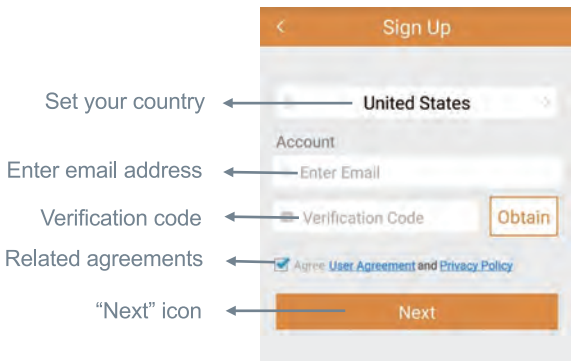 Sign Up
Set your country
United States
Account
Enter email address
Enter Email
Verification code
Verification Code
Obtain
Related agreements
Agree User Agreement and Privacy Policy
“Next” icon
Next